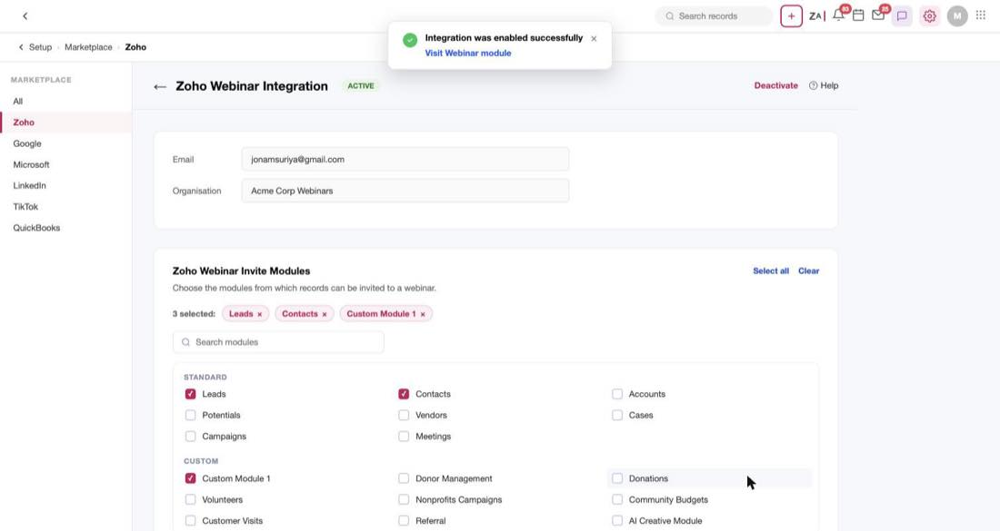 Search records
+
ZA
83
25
M
Integration was enabled successfully ×
Visit Webinar module
Setup Marketplace Zoho
MARKETPLACE
All
Zoho
Google
Microsoft
LinkedIn
TikTok
QuickBooks
← Zoho Webinar Integration ACTIVE Deactivate ? Help
Email jonamsuriya@gmail.com
Organisation Acme Corp Webinars
Zoho Webinar Invite Modules Select all Clear
Choose the modules from which records can be invited to a webinar.
3 selected: Leads × Contacts × Custom Module 1 ×
Search modules
STANDARD
Leads Contacts Accounts
Potentials Vendors Cases
Campaigns Meetings
CUSTOM
Custom Module 1 Donor Management Donations
Volunteers Nonprofits Campaigns Community Budgets
Customer Visits Referral AI Creative Module